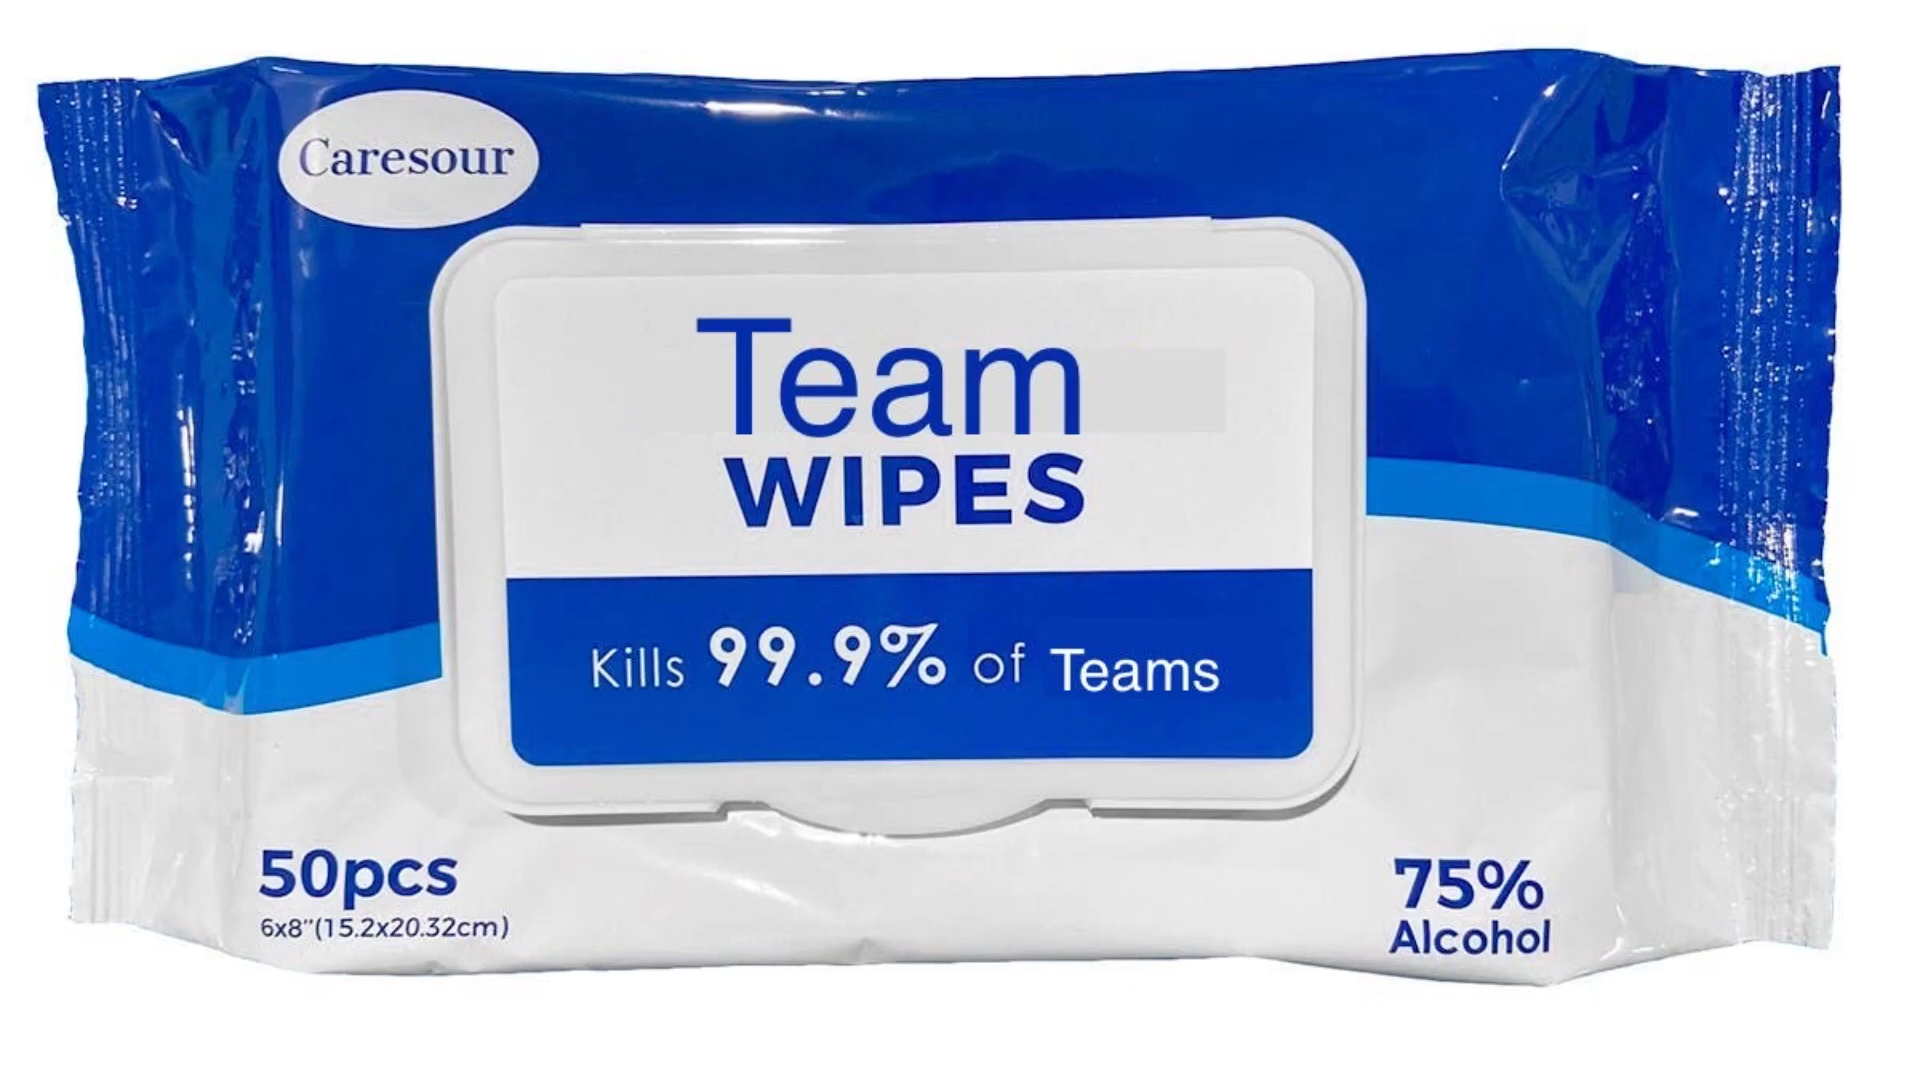 Caresour
Team
WIPES
Kills 99.9% of Teams
50pcs
6x8"(15.2x20.32cm)
75%
Alcohol